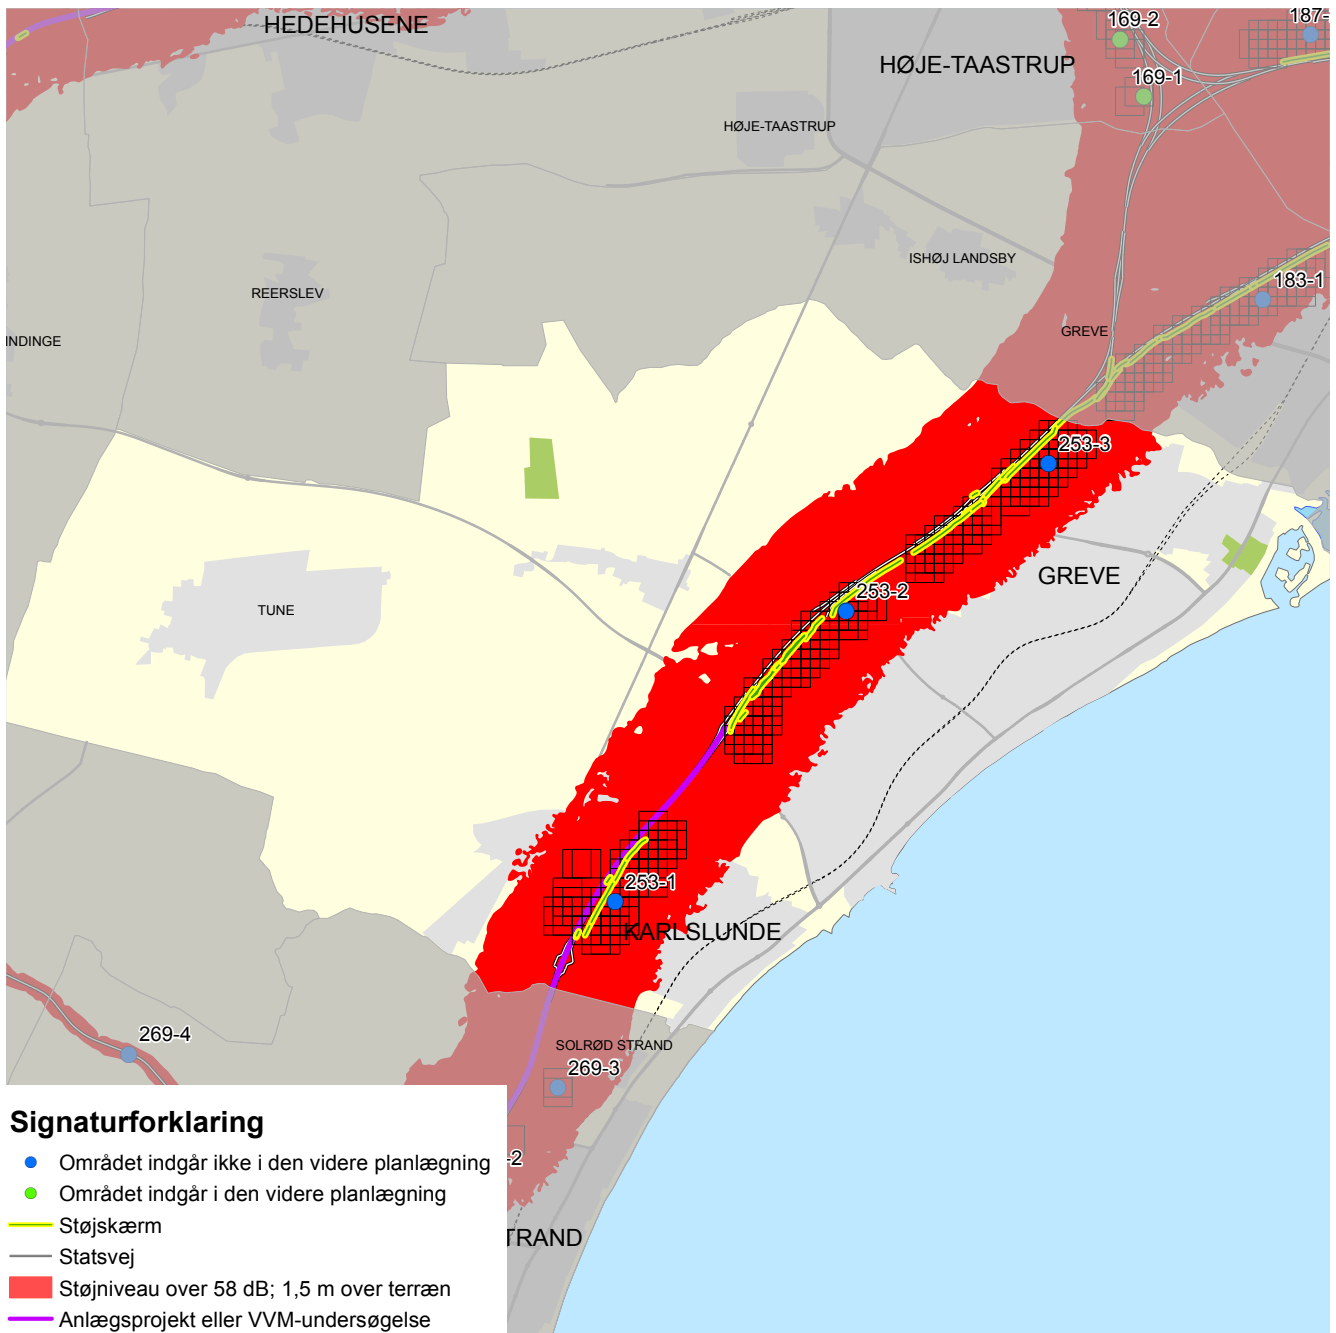 HEDEHUSENE
169-2
187-
HØJE-TAASTRUP
169-1
HØJE-TAASTRUP
ISHØJ LANDSBY
REERSLEV
183-1
GREVE
INDINGE
253-3
GREVE
253-2
TUNE
253-1
KARLSLUNDE
269-4
SOLRØD STRAND
269-3
-2
TRAND
Signaturforklaring
Området indgår ikke i den videre planlægning
Området indgår i den videre planlægning
Støjskærm
Statsvej
Støjniveau over 58 dB; 1,5 m over terræn
Anlægsprojekt eller VVM-undersøgelse